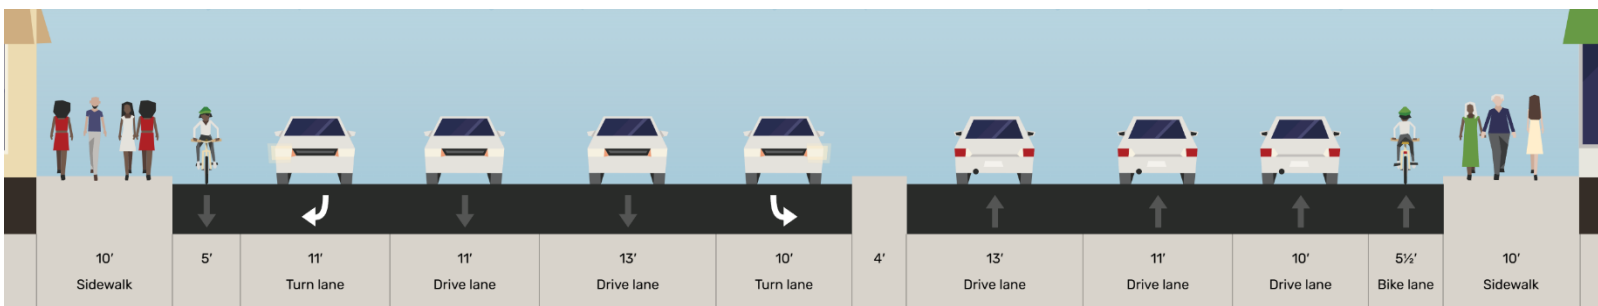 10′
Sidewalk
5′
11′
Turn lane
11′
Drive lane
13′
Drive lane
10′
Turn lane
4′
13′
Drive lane
11′
Drive lane
10′
Drive lane
5½′
Bike lane
10′
Sidewalk